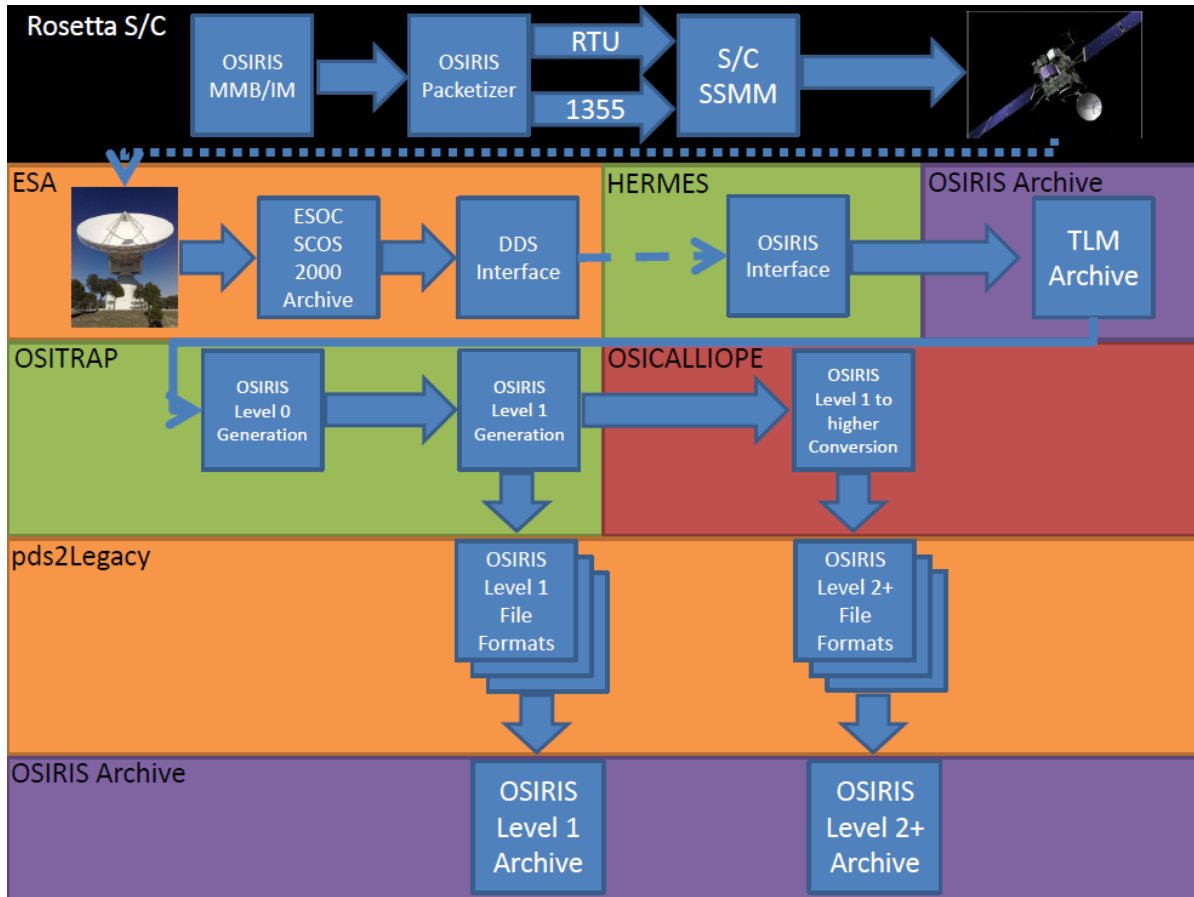 Rosetta S/C
OSIRIS
MMB/IM
OSIRIS
Packetizer
RTU
1355
S/C
SSMM
ESA
HERMES
OSIRIS Archive
ESOC
SCOS
2000
Archive
DDS
Interface
OSIRIS
Interface
TLM
Archive
OSITRAP
OSICALLIOPE
OSIRIS
Level 0
Generation
OSIRIS
Level 1
Generation
OSIRIS
Level 1 to
higher
Conversion
pds2Legacy
OSIRIS
Level 1
File
Formats
OSIRIS
Level 2+
File
Formats
OSIRIS Archive
OSIRIS
Level 1
Archive
OSIRIS
Level 2+
Archive